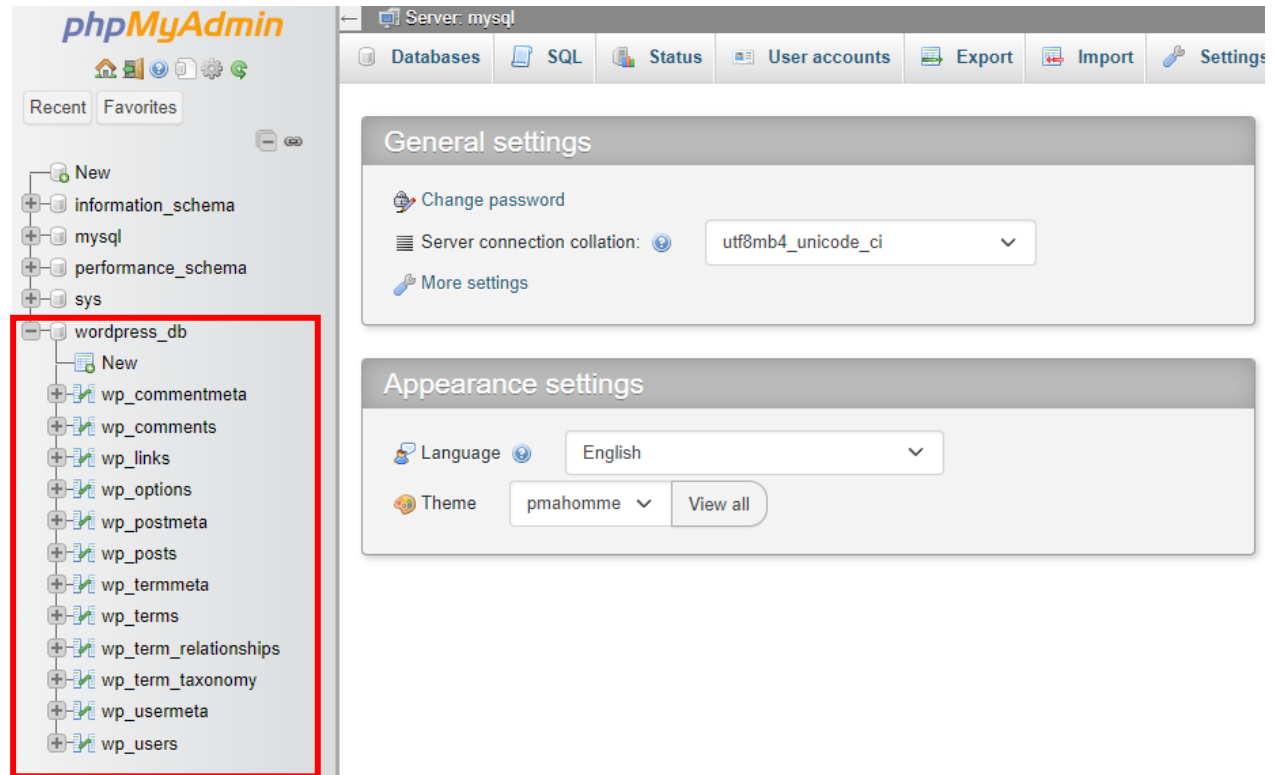 phpMyAdmin
Recent Favorites
New
information_schema
mysql
performance_schema
sys
wordpress_db
New
wp_commentmeta
wp_comments
wp_links
wp_options
wp_postmeta
wp_posts
wp_termmeta
wp_terms
wp_term_relationships
wp_term_taxonomy
wp_usermeta
wp_users
Server: mysql
Databases SQL Status User accounts Export Import Settings
General settings
Change password
Server connection collation: utf8mb4_unicode_ci
More settings
Appearance settings
Language English
Theme pmahomme View all